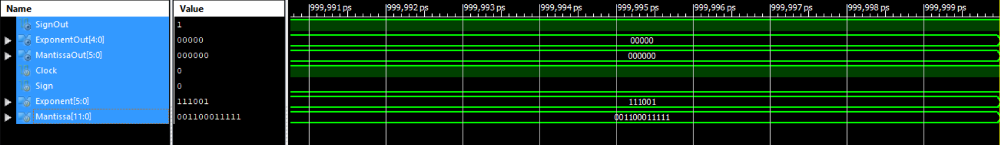 Name Value 999,991 ps 999,992 ps 999,993 ps 999,994 ps 999,995 ps 999,996 ps 999,997 ps 999,998 ps 999,999 ps
SignOut 1
ExponentOut[4:0] 00000 00000
MantissaOut[5:0] 000000 000000
Clock 0
Sign 0
Exponent[5:0] 111001 111001
Mantissa[11:0] 001100011111 001100011111